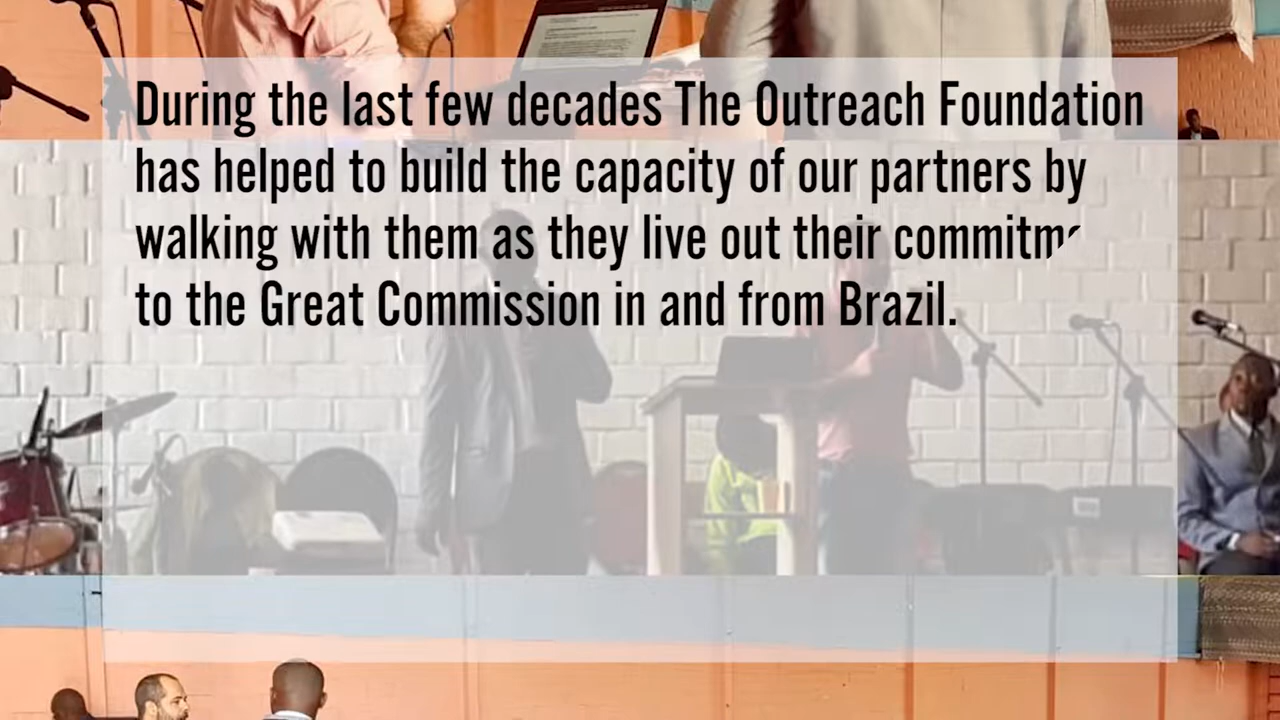 During the last few decades The Outreach Foundation
has helped to build the capacity of our partners by
walking with them as they live out their commitm
to the Great Commission in and from Brazil.